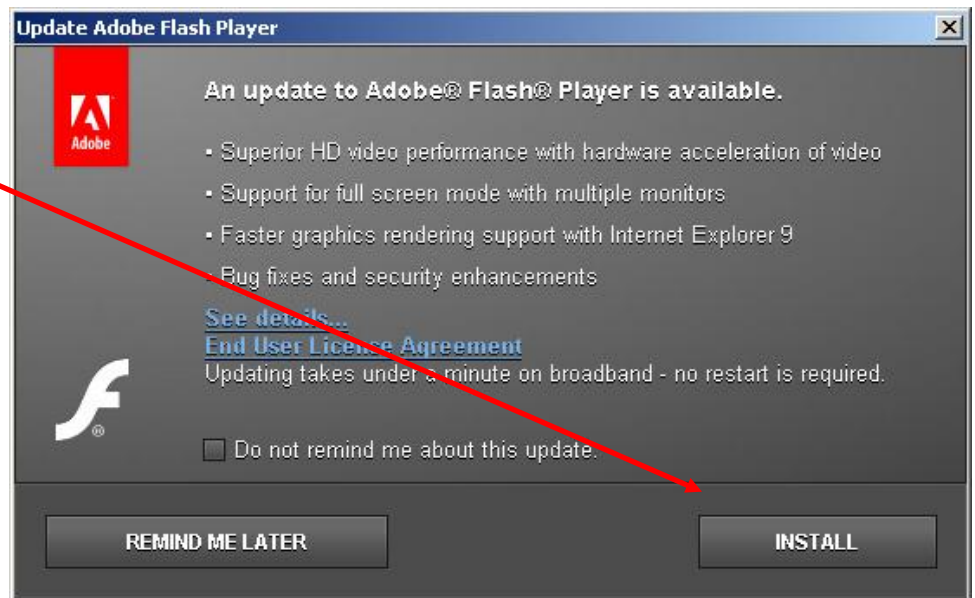 Update Adobe Flash Player
Adobe
An update to Adobe® Flash® Player is available.
▪ Superior HD video performance with hardware acceleration of video
▪ Support for full screen mode with multiple monitors
▪ Faster graphics rendering support with Internet Explorer 9
▪ Bug fixes and security enhancements
See details...
End User License Agreement
Updating takes under a minute on broadband - no restart is required.
®
Do not remind me about this update.
REMIND ME LATER
INSTALL